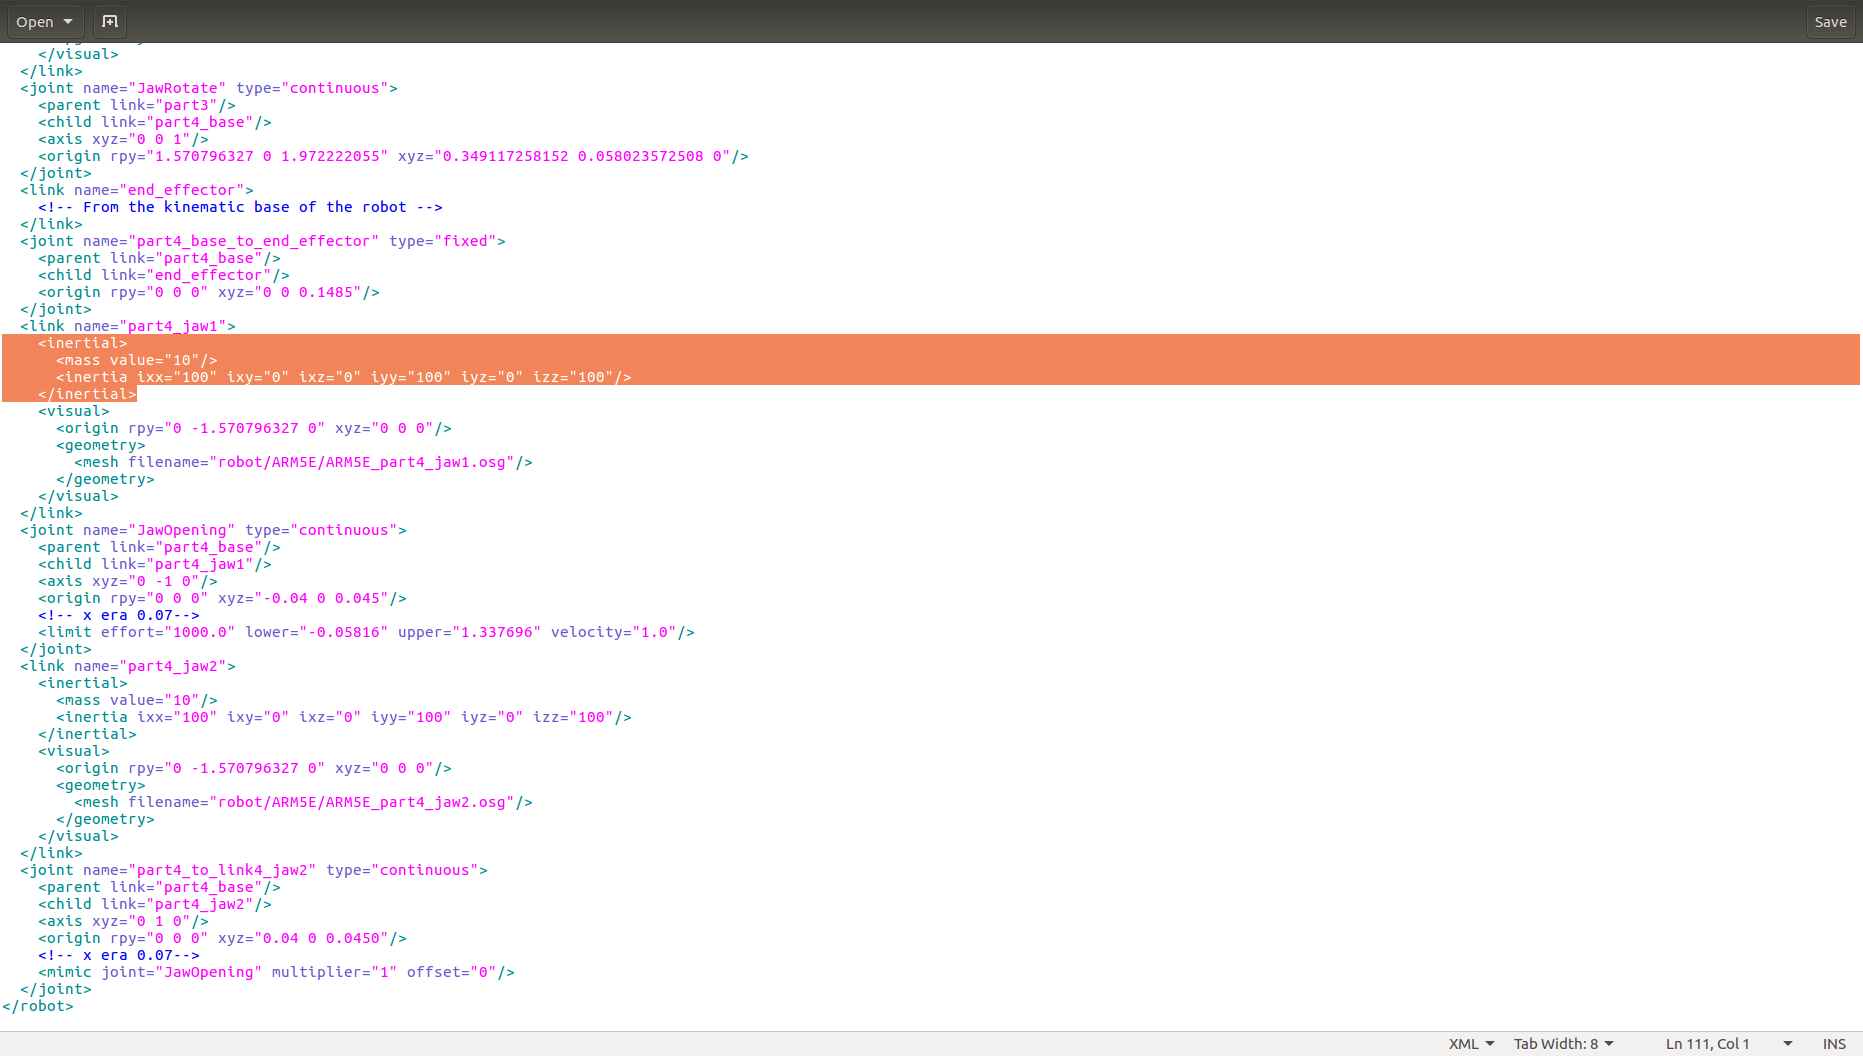 Open
Save
    </visual>
  </link>
  <joint name="JawRotate" type="continuous">
    <parent link="part3"/>
    <child link="part4_base"/>
    <axis xyz="0 0 1"/>
    <origin rpy="1.570796327 0 1.972222055" xyz="0.349117258152 0.058023572508 0"/>
  </joint>
  <link name="end_effector">
    <!-- From the kinematic base of the robot -->
  </link>
  <joint name="part4_base_to_end_effector" type="fixed">
    <parent link="part4_base"/>
    <child link="end_effector"/>
    <origin rpy="0 0 0" xyz="0 0 0.1485"/>
  </joint>
  <link name="part4_jaw1">
    <inertial>
      <mass value="10"/>
      <inertia ixx="100" ixy="0" ixz="0" iyy="100" iyz="0" izz="100"/>
    </inertial>
    <visual>
      <origin rpy="0 -1.570796327 0" xyz="0 0 0"/>
      <geometry>
        <mesh filename="robot/ARM5E/ARM5E_part4_jaw1.osg"/>
      </geometry>
    </visual>
  </link>
  <joint name="JawOpening" type="continuous">
    <parent link="part4_base"/>
    <child link="part4_jaw1"/>
    <axis xyz="0 -1 0"/>
    <origin rpy="0 0 0" xyz="-0.04 0 0.045"/>
    <!-- x era 0.07-->
    <limit effort="1000.0" lower="-0.05816" upper="1.337696" velocity="1.0"/>
  </joint>
  <link name="part4_jaw2">
    <inertial>
      <mass value="10"/>
      <inertia ixx="100" ixy="0" ixz="0" iyy="100" iyz="0" izz="100"/>
    </inertial>
    <visual>
      <origin rpy="0 -1.570796327 0" xyz="0 0 0"/>
      <geometry>
        <mesh filename="robot/ARM5E/ARM5E_part4_jaw2.osg"/>
      </geometry>
    </visual>
  </link>
  <joint name="part4_to_link4_jaw2" type="continuous">
    <parent link="part4_base"/>
    <child link="part4_jaw2"/>
    <axis xyz="0 1 0"/>
    <origin rpy="0 0 0" xyz="0.04 0 0.0450"/>
    <!-- x era 0.07-->
    <mimic joint="JawOpening" multiplier="1" offset="0"/>
  </joint>
</robot>
XML Tab Width: 8 Ln 111, Col 1 INS